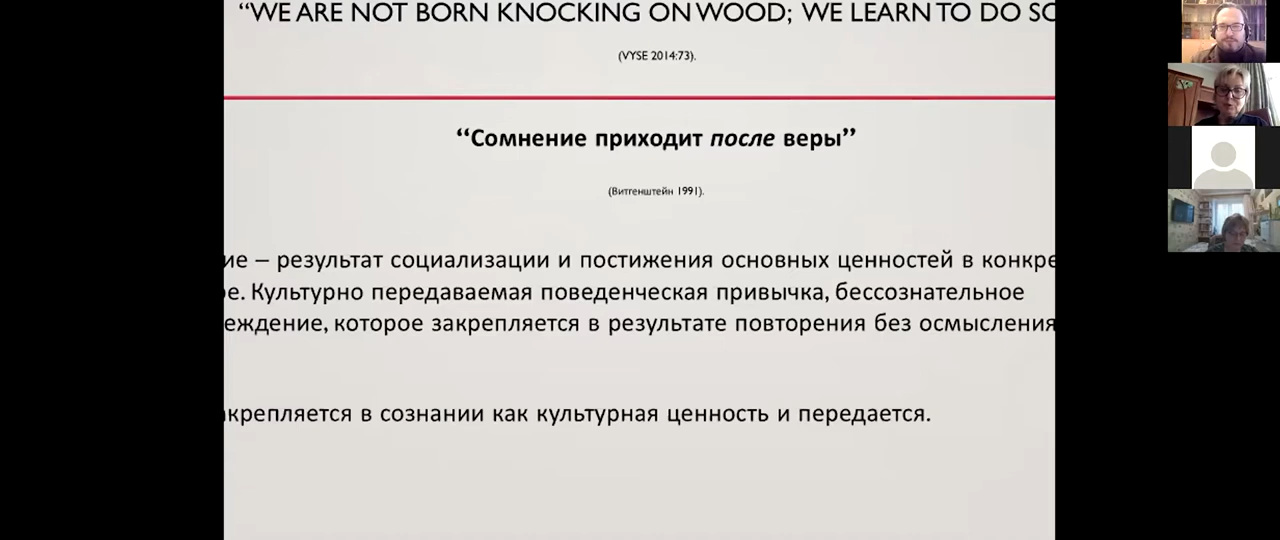 “WE ARE NOT BORN KNOCKING ON WOOD; WE LEARN TO DO SO
(VYSE 2014:73).
“Сомнение приходит после веры”
(Витгенштейн 1991).
ие – результат социализации и постижения основных ценностей в конкре
ре. Культурно передаваемая поведенческая привычка, бессознательное
еждение, которое закрепляется в результате повторения без осмысления
акрепляется в сознании как культурная ценность и передается.